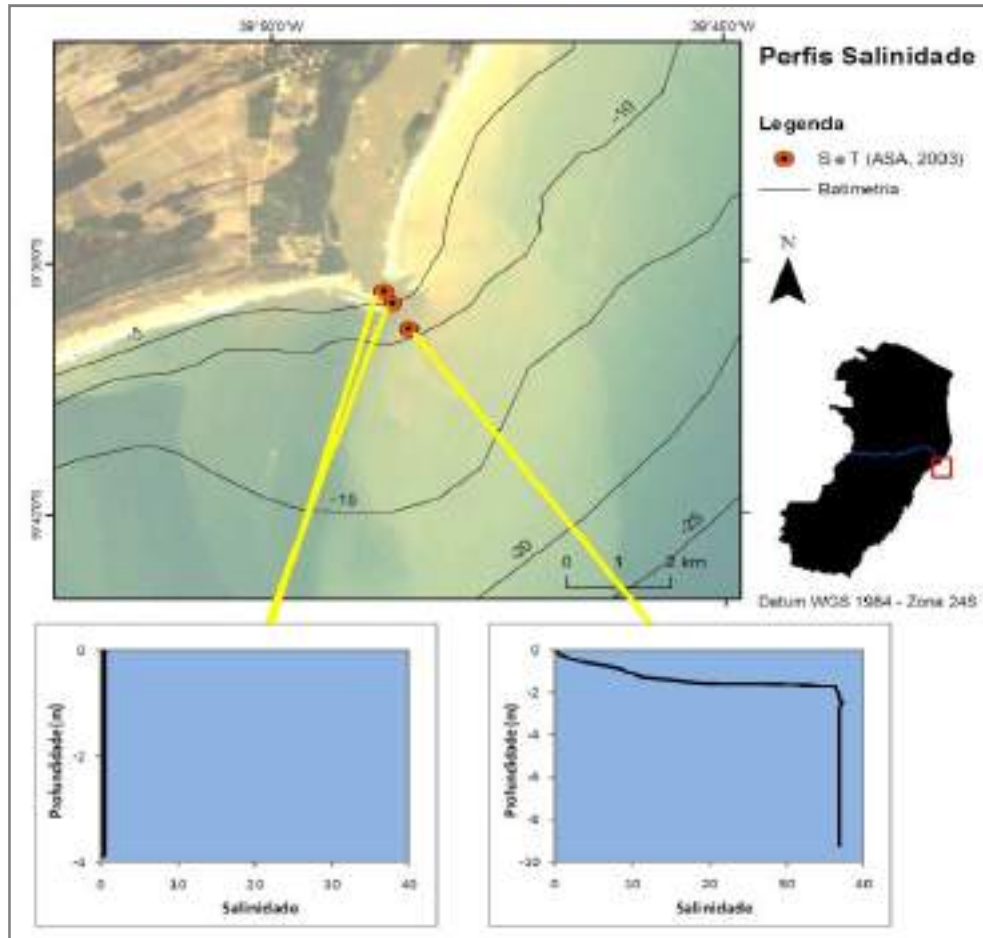 Perfis Salinidade
Legenda
S e T (ASA, 2003)
Batimetria
N
-10
-5
-15
-25
0 1 2 km
Datum WGS 1984 - Zona 24S
0
-2
-4
Profundidade (m)
0 10 20 30 40
Salinidade
0
-2
-4
-6
-8
-10
Profundidade (m)
0 10 20 30 40
Salinidade